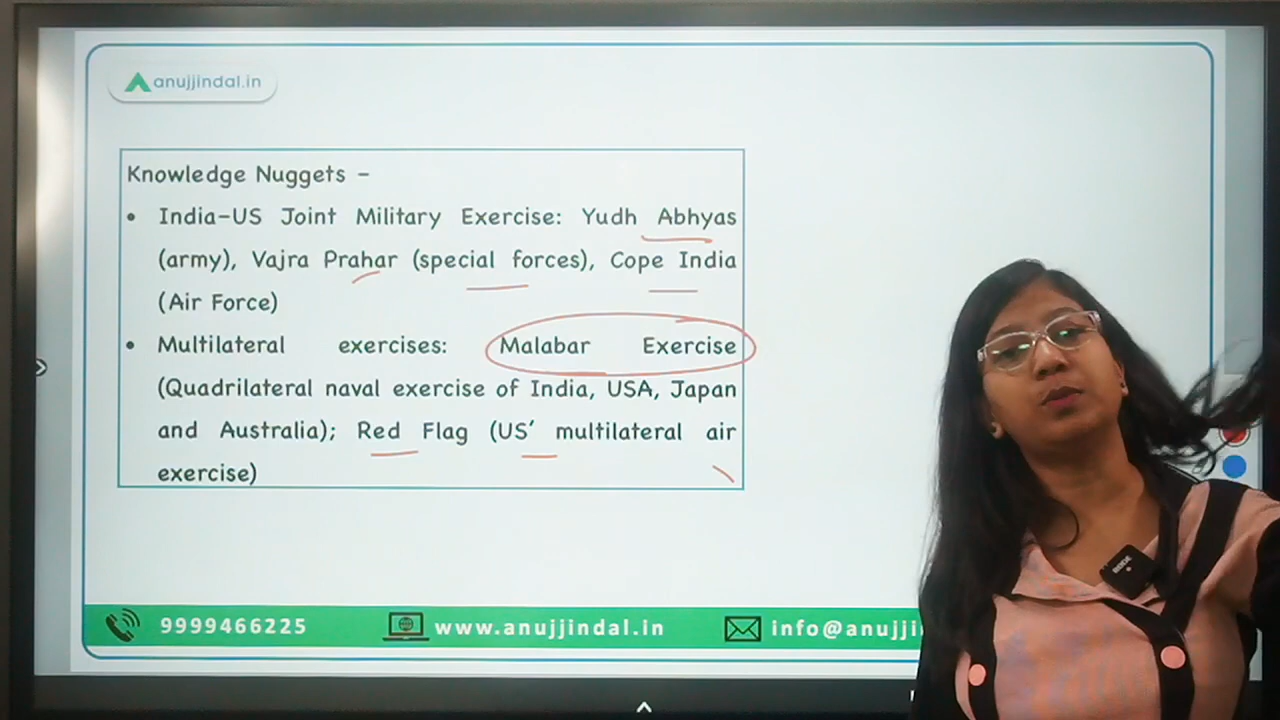 anujjindal.in
Knowledge Nuggets –
• India-US Joint Military Exercise: Yudh Abhyas
(army), Vajra Prahar (special forces), Cope India
(Air Force)
• Multilateral exercises: Malabar Exercise
(Quadrilateral naval exercise of India, USA, Japan
and Australia); Red Flag (US' multilateral air
exercise)
9999466225 www.anujjindal.in info@anujji
RODE